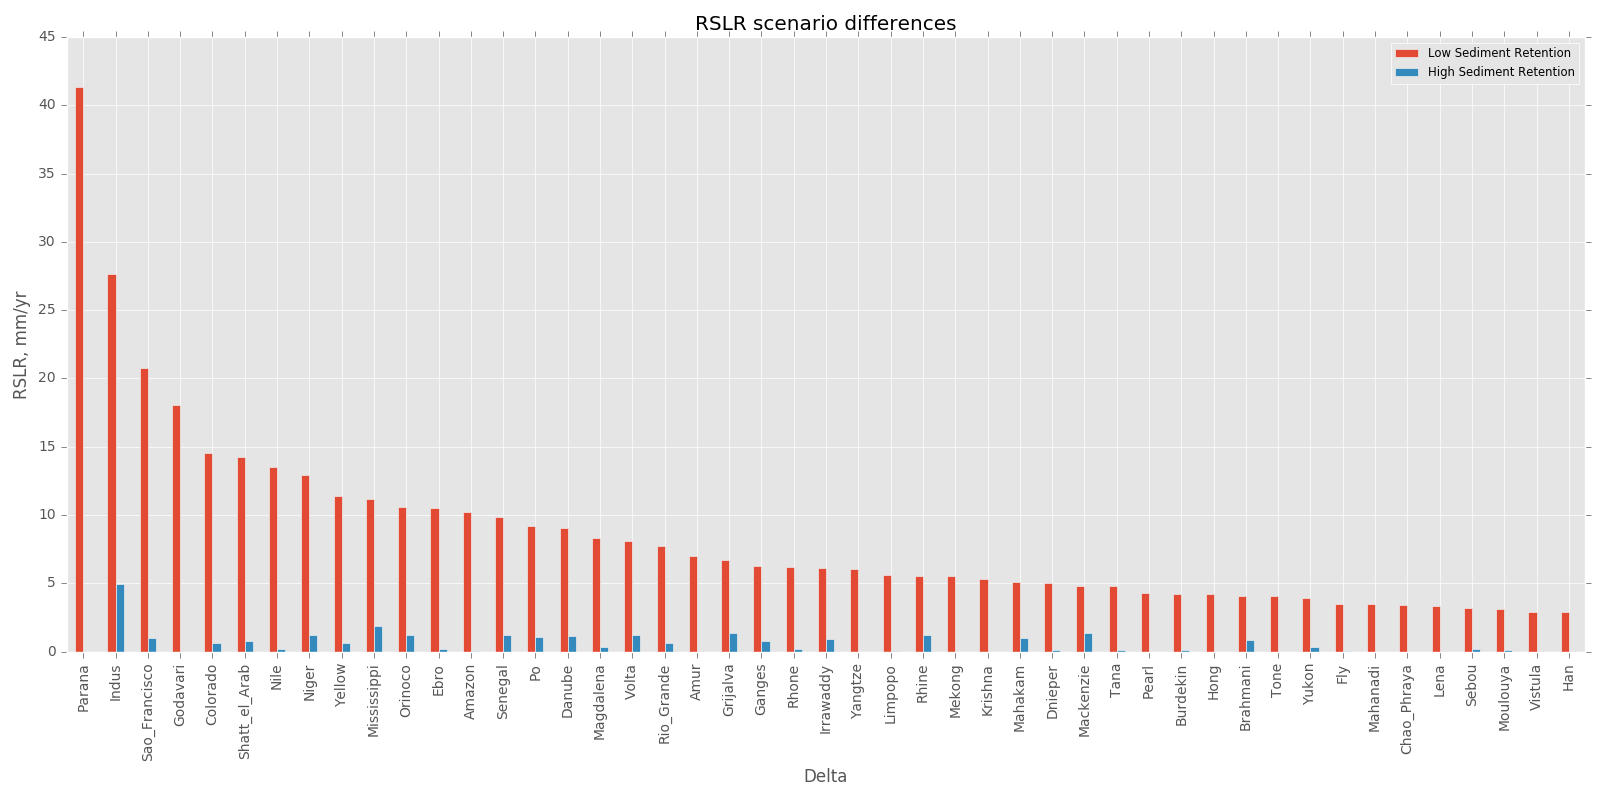 RSLR scenario differences
Low Sediment Retention
High Sediment Retention
45
40
35
30
25
20
15
10
5
0
RSLR, mm/yr
Parana
Indus
Sao_Francisco
Godavari
Colorado
Shatt_el_Arab
Nile
Niger
Yellow
Mississippi
Orinoco
Ebro
Amazon
Senegal
Po
Danube
Magdalena
Volta
Rio_Grande
Amur
Grijalva
Ganges
Rhone
Irrawaddy
Yangtze
Limpopo
Rhine
Mekong
Krishna
Mahakam
Dnieper
Mackenzie
Tana
Pearl
Burdekin
Hong
Brahmani
Tone
Yukon
Fly
Mahanadi
Chao_Phraya
Lena
Sebou
Moulouya
Vistula
Han
Delta